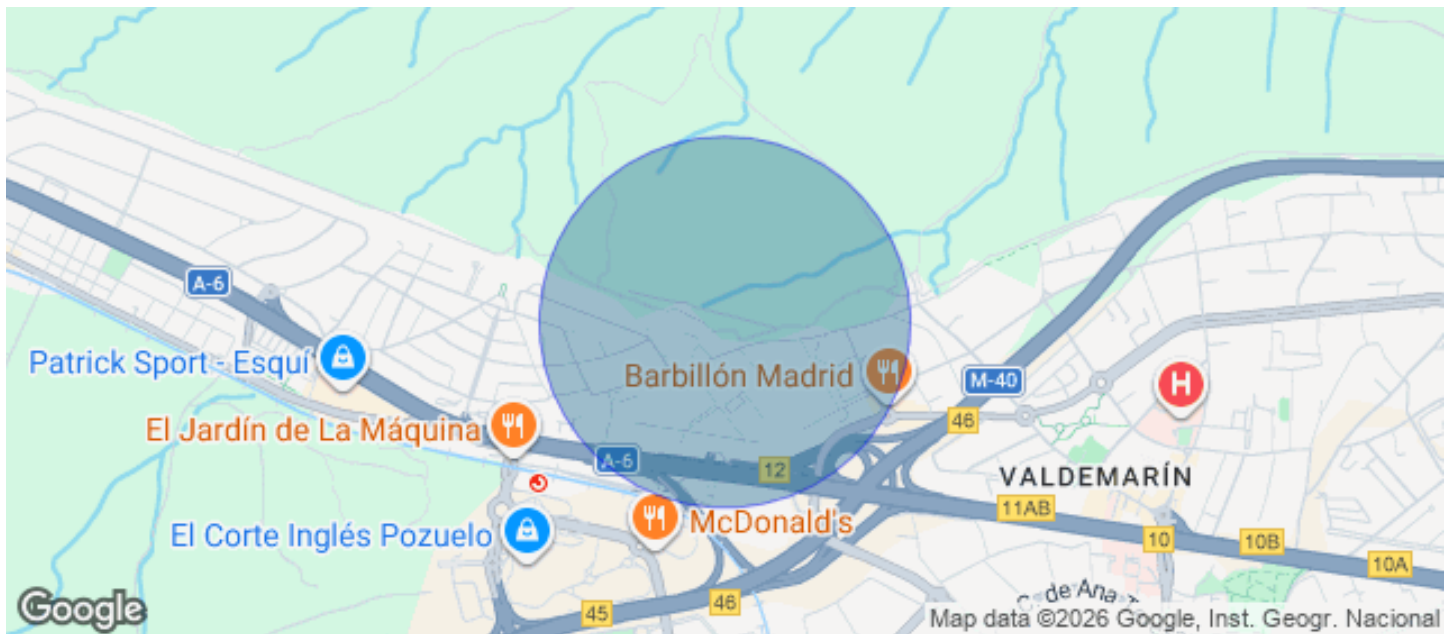 A-6
Patrick Sport - Esquí
Barbillón Madrid
M-40
H
46
El Jardín de La Máquina
A-6
12
VALDEMARÍN
McDonald's
11AB
El Corte Inglés Pozuelo
10
10B
10A
45
46
Google
Map data ©2026 Google, Inst. Geogr. Nacional